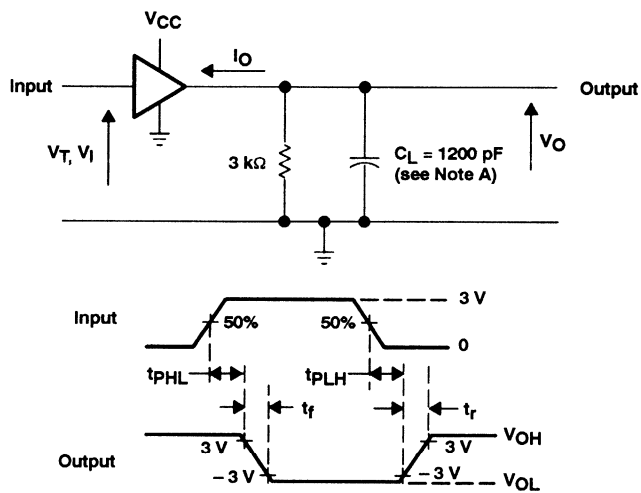 VCC
IO
Input
Output
VT, VI
3 kΩ
CL = 1200 pF
(see Note A)
VO
3 V
Input
50%
50%
0
tPHL
tPLH
tf
tr
3 V
3 V
VOH
Output
– 3 V
– 3 V
VOL